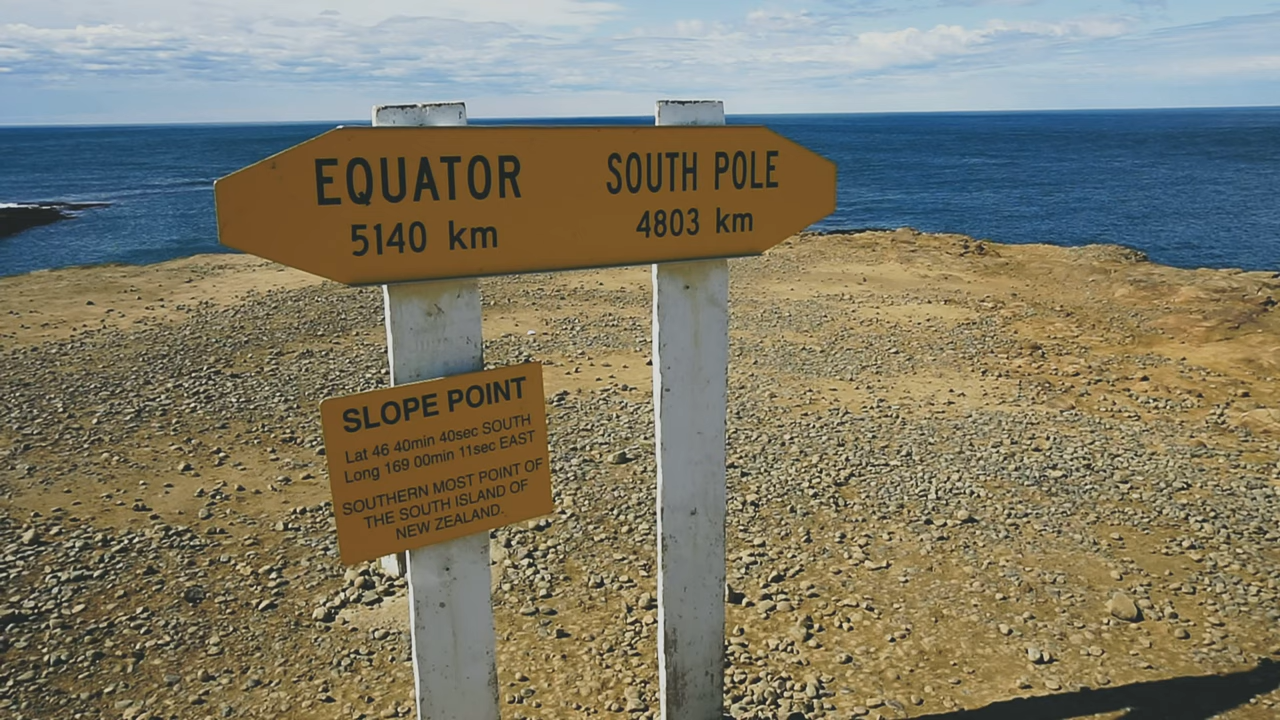 EQUATOR
5140 km
SOUTH POLE
4803 km
SLOPE POINT
Lat 46 40min 40sec SOUTH
Long 169 00min 11sec EAST
SOUTHERN MOST POINT OF
THE SOUTH ISLAND OF
NEW ZEALAND.